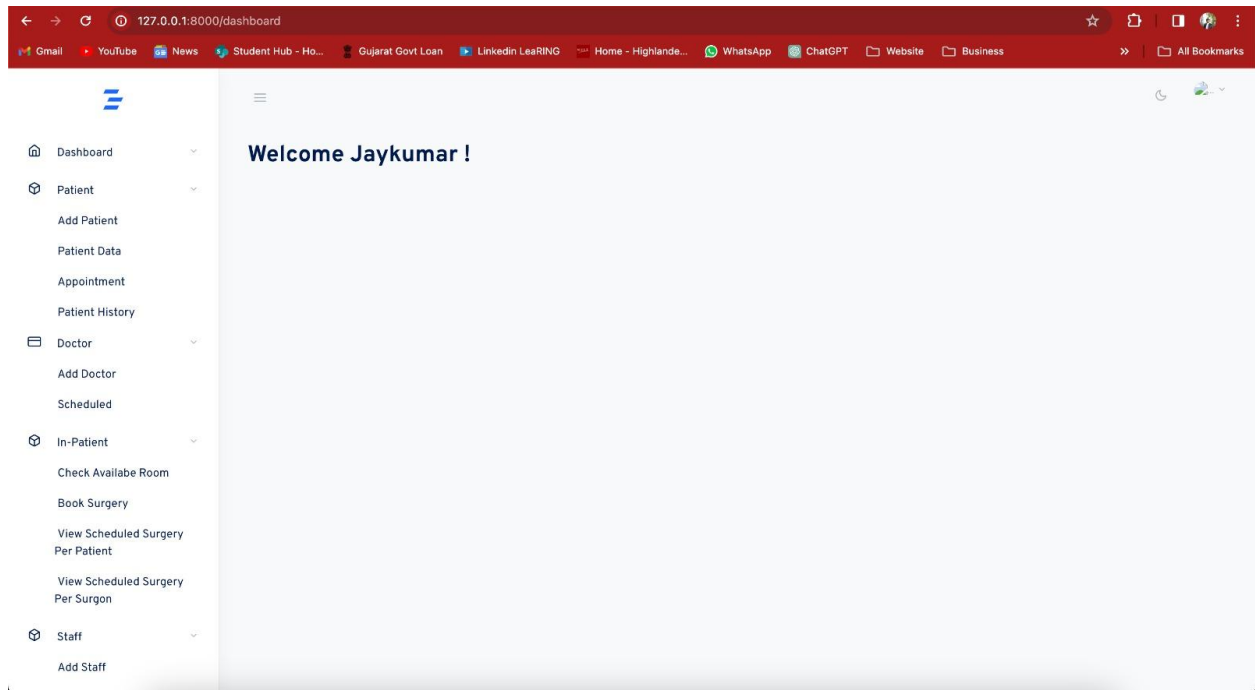 127.0.0.1:8000/dashboard
Gmail YouTube News Student Hub - Ho... Gujarat Govt Loan Linkedin LeaRING Home - Highlande... WhatsApp ChatGPT Website Business » All Bookmarks
Dashboard
Welcome Jaykumar !
Patient
Add Patient
Patient Data
Appointment
Patient History
Doctor
Add Doctor
Scheduled
In-Patient
Check Availabe Room
Book Surgery
View Scheduled Surgery
Per Patient
View Scheduled Surgery
Per Surgon
Staff
Add Staff